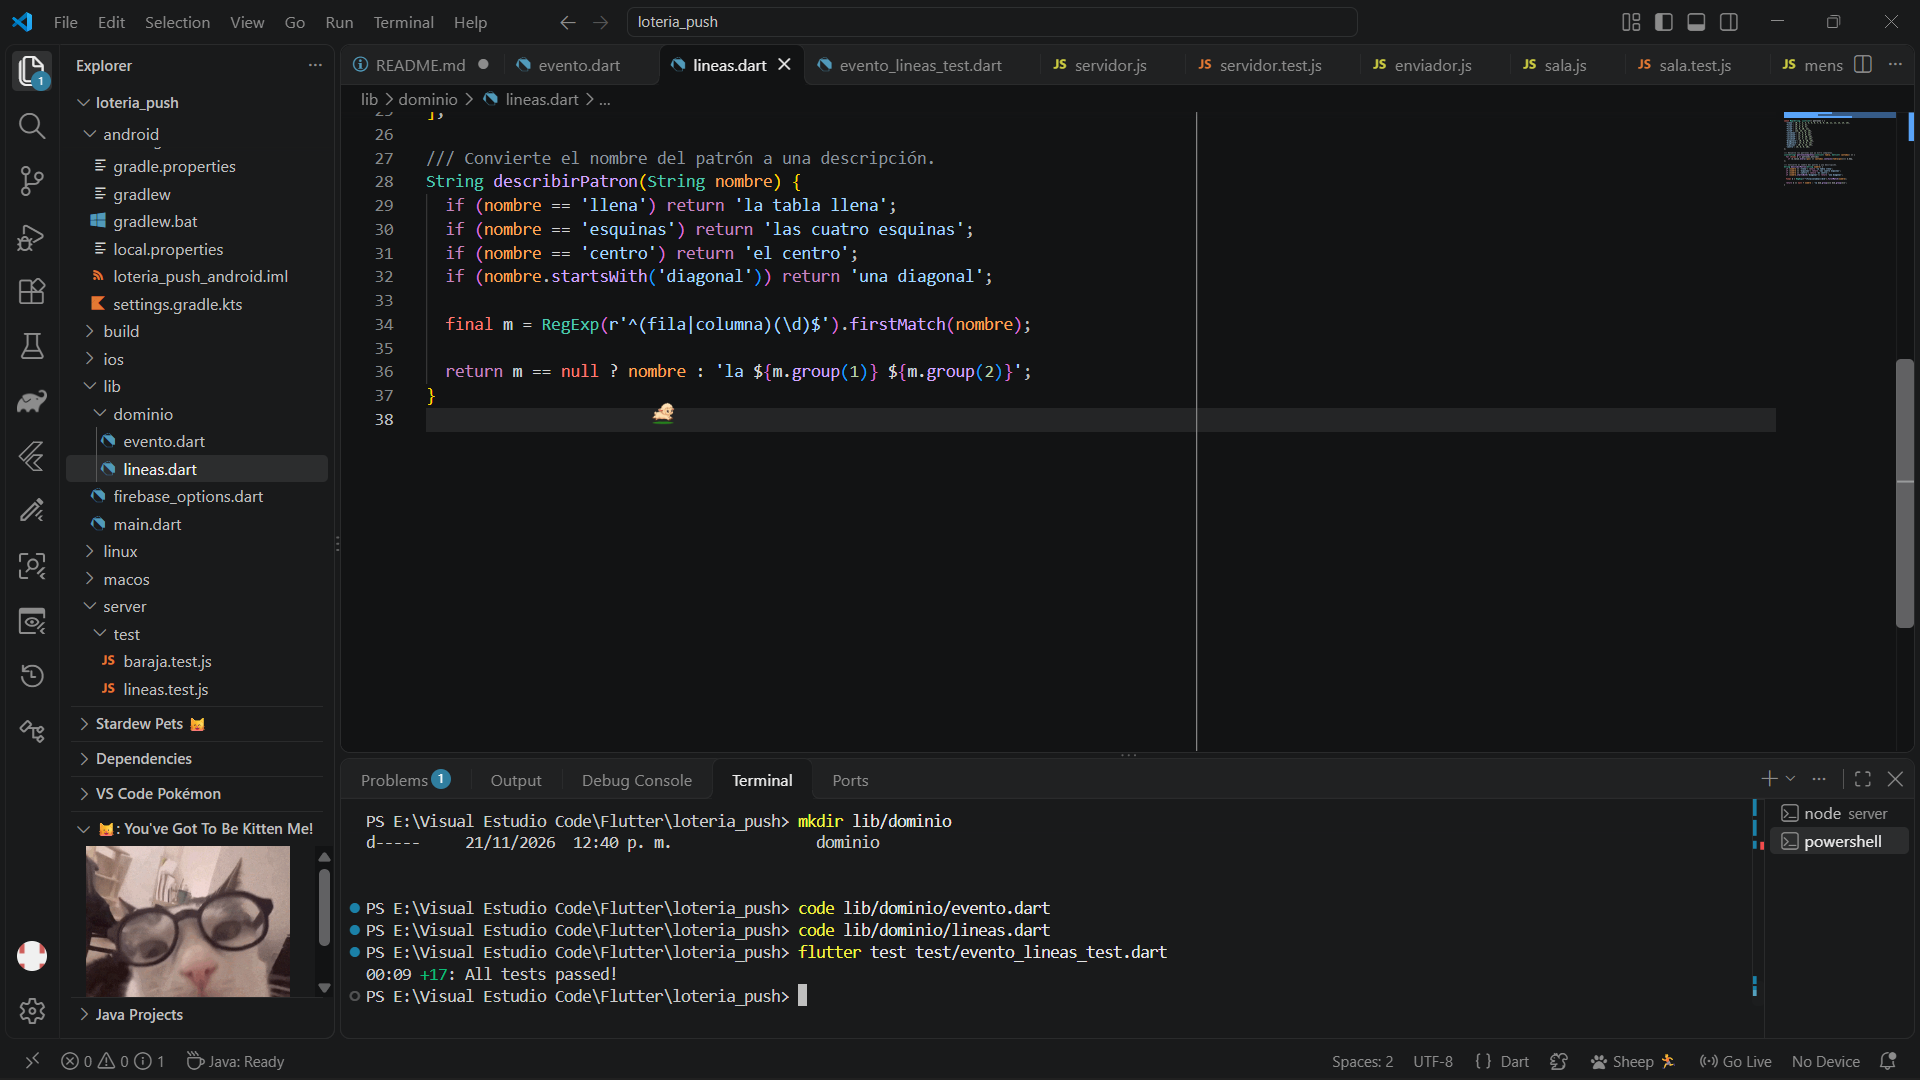 File Edit Selection View Go Run Terminal Help
loteria_push
Explorer
loteria_push
android
gradle.properties
gradlew
gradlew.bat
local.properties
loteria_push_android.iml
settings.gradle.kts
build
ios
lib
dominio
evento.dart
lineas.dart
firebase_options.dart
main.dart
linux
macos
server
test
JS baraja.test.js
JS lineas.test.js
Stardew Pets 🐱
Dependencies
VS Code Pokémon
🐱: You've Got To Be Kitten Me!
Java Projects
README.md
evento.dart
lineas.dart
evento_lineas_test.dart
JS servidor.js
JS servidor.test.js
JS enviador.js
JS sala.js
JS sala.test.js
JS mens
lib > dominio > lineas.dart > ...
25 ];
26
27 /// Convierte el nombre del patrón a una descripción.
28 String describirPatron(String nombre) {
29 if (nombre == 'llena') return 'la tabla llena';
30 if (nombre == 'esquinas') return 'las cuatro esquinas';
31 if (nombre == 'centro') return 'el centro';
32 if (nombre.startsWith('diagonal')) return 'una diagonal';
33
34 final m = RegExp(r'^(fila|columna)(\d)$').firstMatch(nombre);
35
36 return m == null ? nombre : 'la ${m.group(1)} ${m.group(2)}';
37 }
38
Problems 1 Output Debug Console Terminal Ports
PS E:\Visual Estudio Code\Flutter\loteria_push> mkdir lib/dominio
d----- 21/11/2026 12:40 p. m. dominio
PS E:\Visual Estudio Code\Flutter\loteria_push> code lib/dominio/evento.dart
PS E:\Visual Estudio Code\Flutter\loteria_push> code lib/dominio/lineas.dart
PS E:\Visual Estudio Code\Flutter\loteria_push> flutter test test/evento_lineas_test.dart
00:09 +17: All tests passed!
PS E:\Visual Estudio Code\Flutter\loteria_push>
node server
powershell
1
0 0 1 Java: Ready
Spaces: 2 UTF-8 { } Dart Sheep Go Live No Device